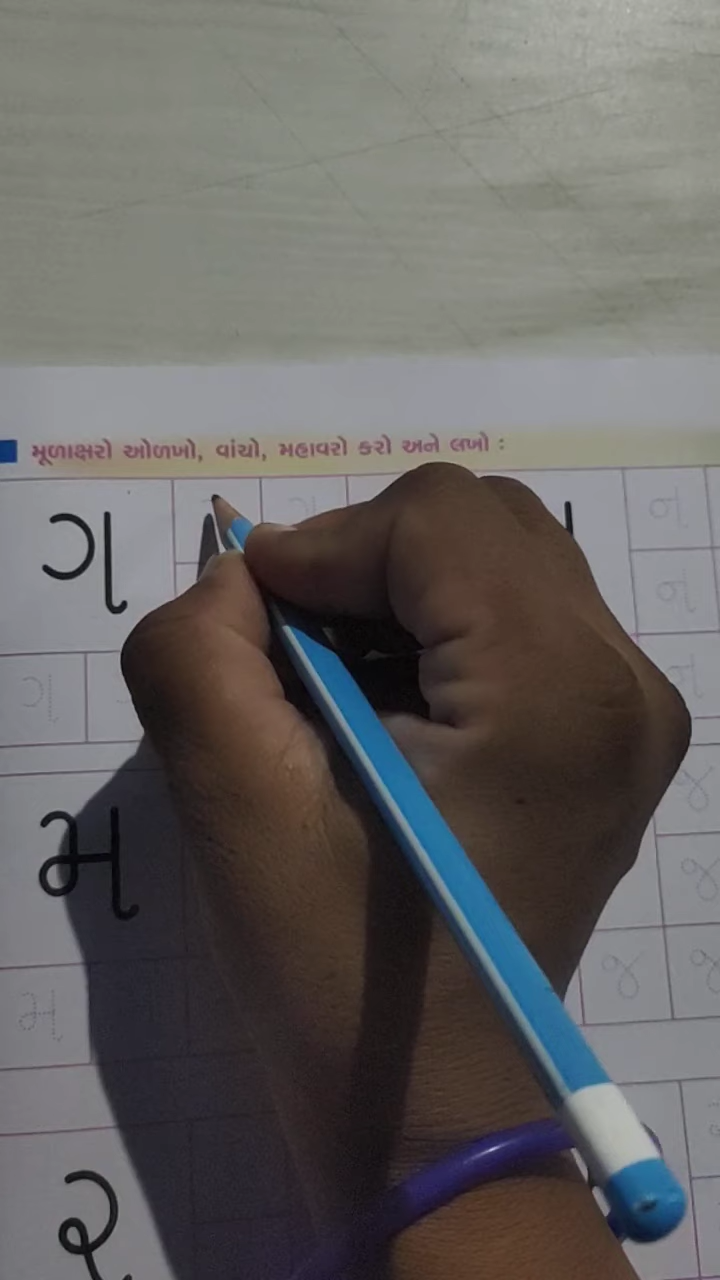 મૂળાક્ષરો ઓળખો, વાંચો, મહાવરો કરો અને લખો :
ગ ગ ન
ન
ગ ન
મ જ
જ
મ જ જ
ર